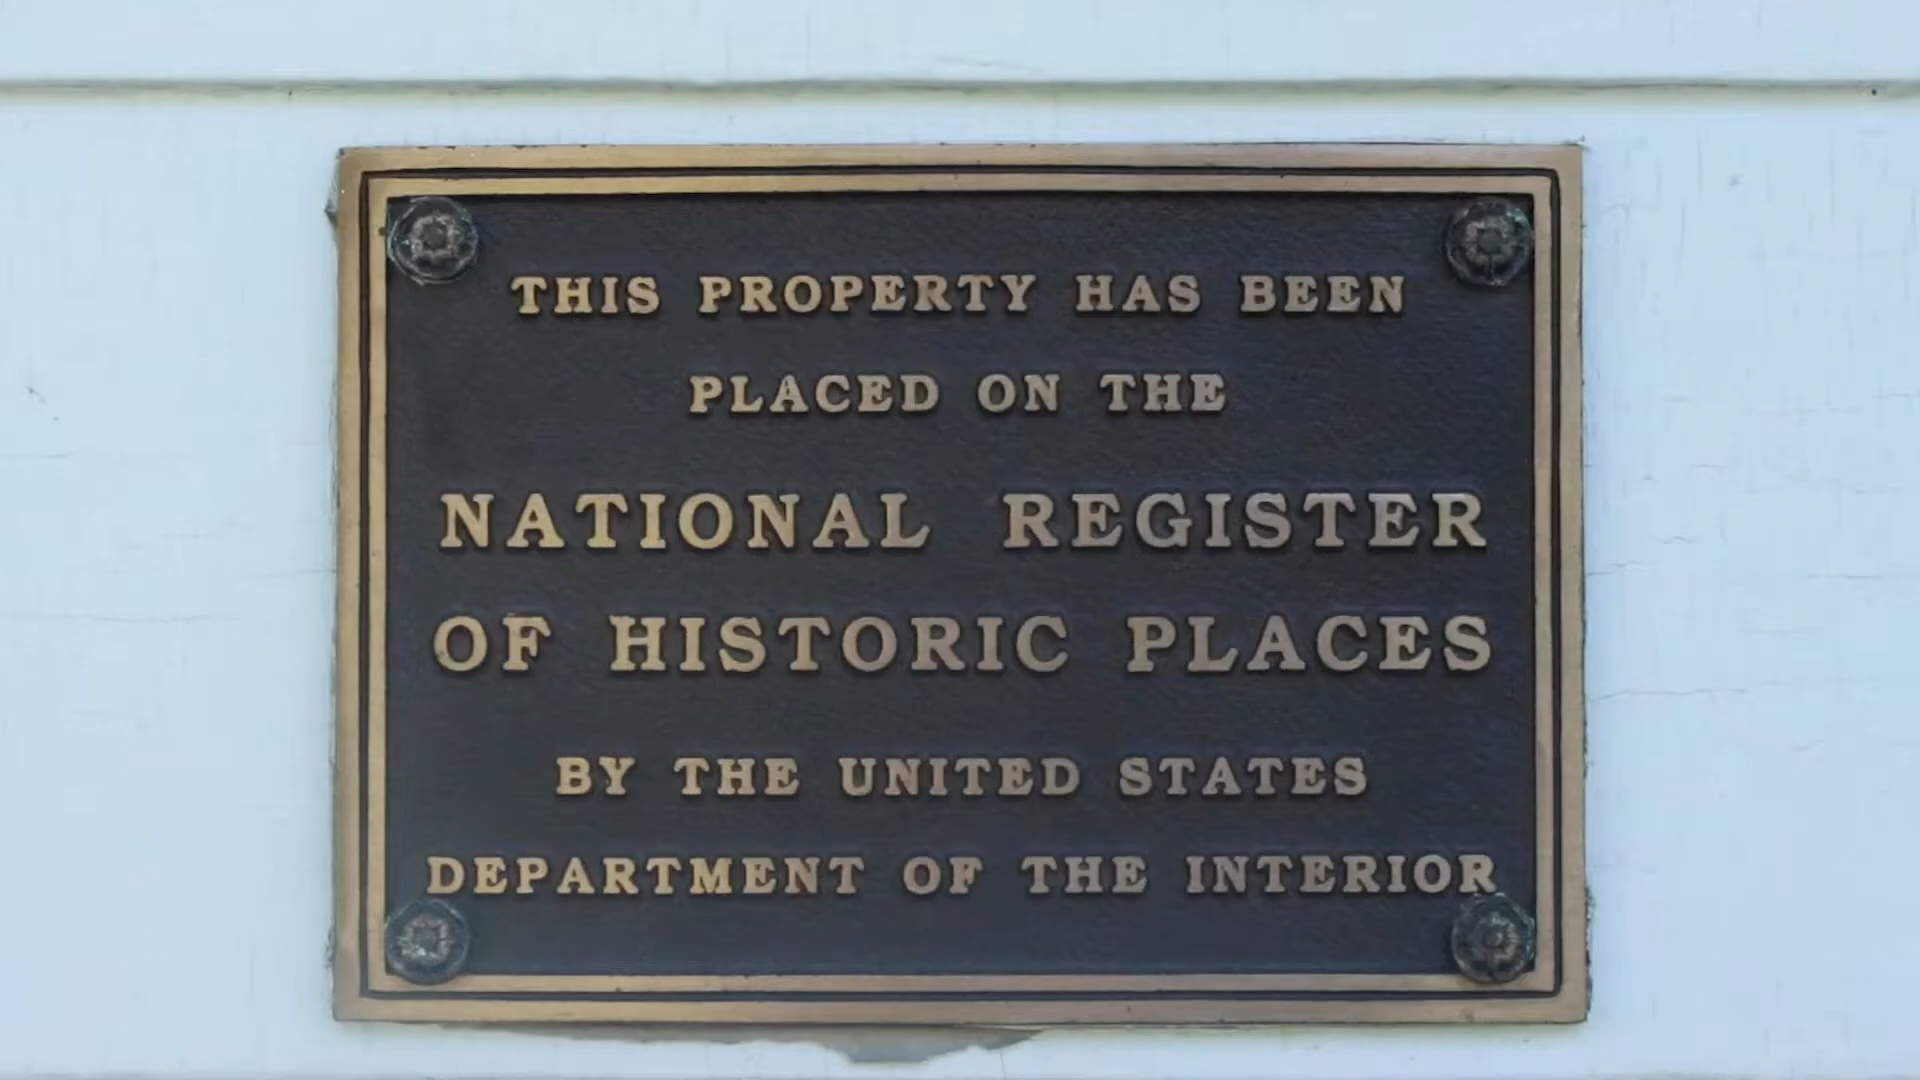 THIS PROPERTY HAS BEEN
PLACED ON THE
NATIONAL REGISTER
OF HISTORIC PLACES
BY THE UNITED STATES
DEPARTMENT OF THE INTERIOR